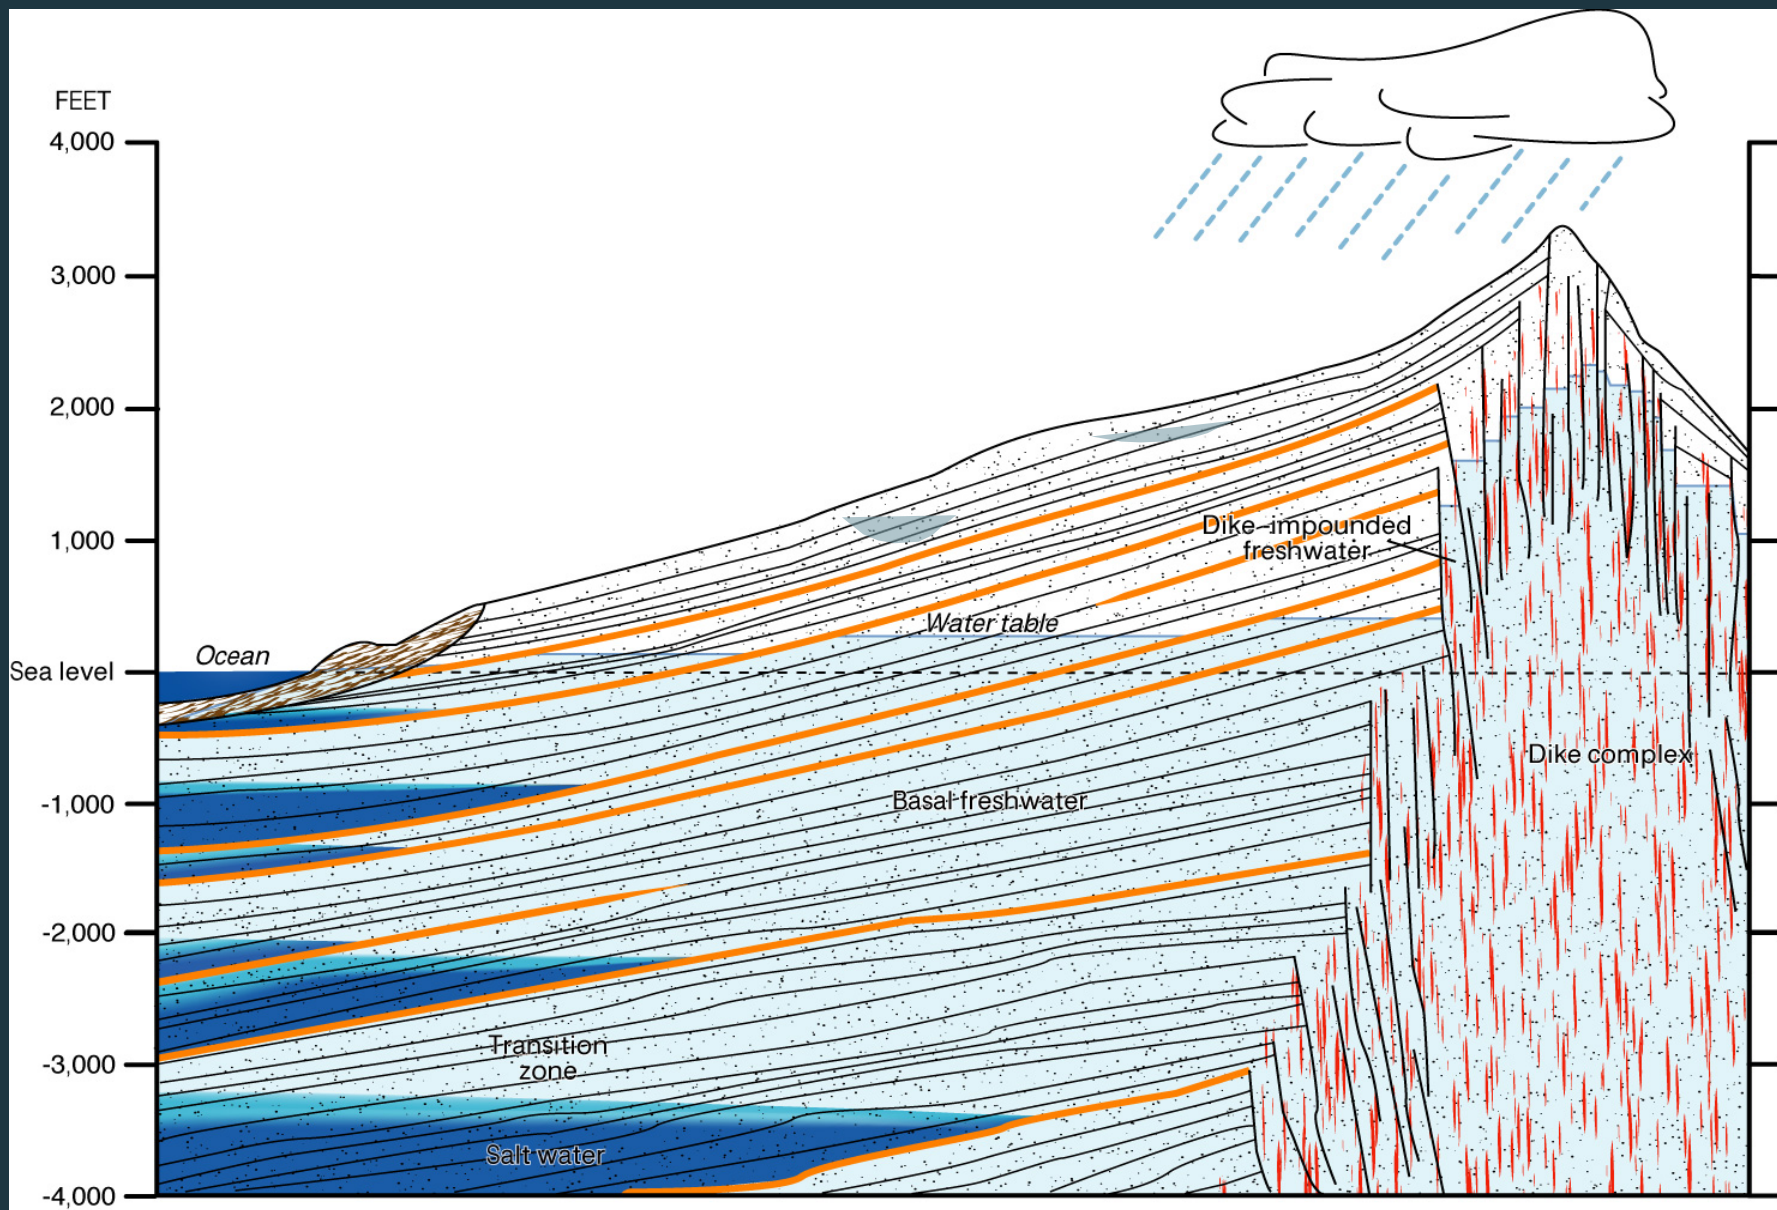 FEET
4,000
3,000
2,000
1,000
Sea level
-1,000
-2,000
-3,000
-4,000
Ocean
Dike-impounded
freshwater
Water table
Dike complex
Basal freshwater
Transition
zone
Salt water